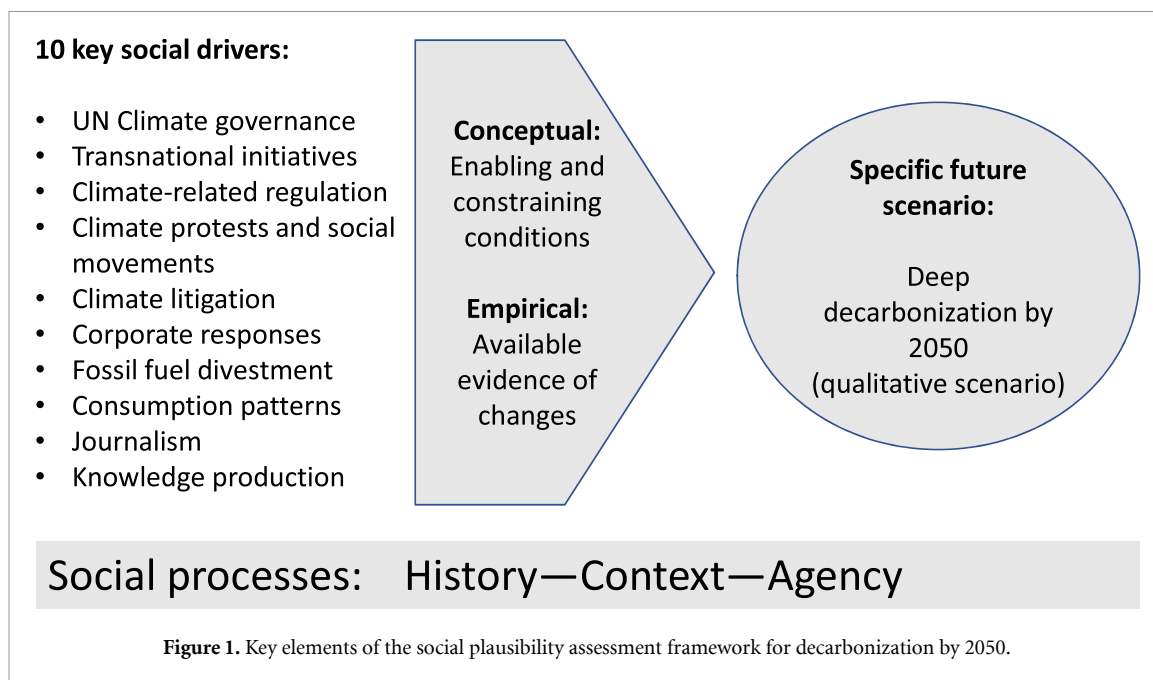 10 key social drivers:
• UN Climate governance
• Transnational initiatives
• Climate-related regulation
• Climate protests and social
movements
• Climate litigation
• Corporate responses
• Fossil fuel divestment
• Consumption patterns
• Journalism
• Knowledge production
Conceptual:
Enabling and
constraining
conditions
Empirical:
Available
evidence of
changes
Specific future
scenario:
Deep
decarbonization by
2050
(qualitative scenario)
Social processes: History—Context—Agency
Figure 1. Key elements of the social plausibility assessment framework for decarbonization by 2050.